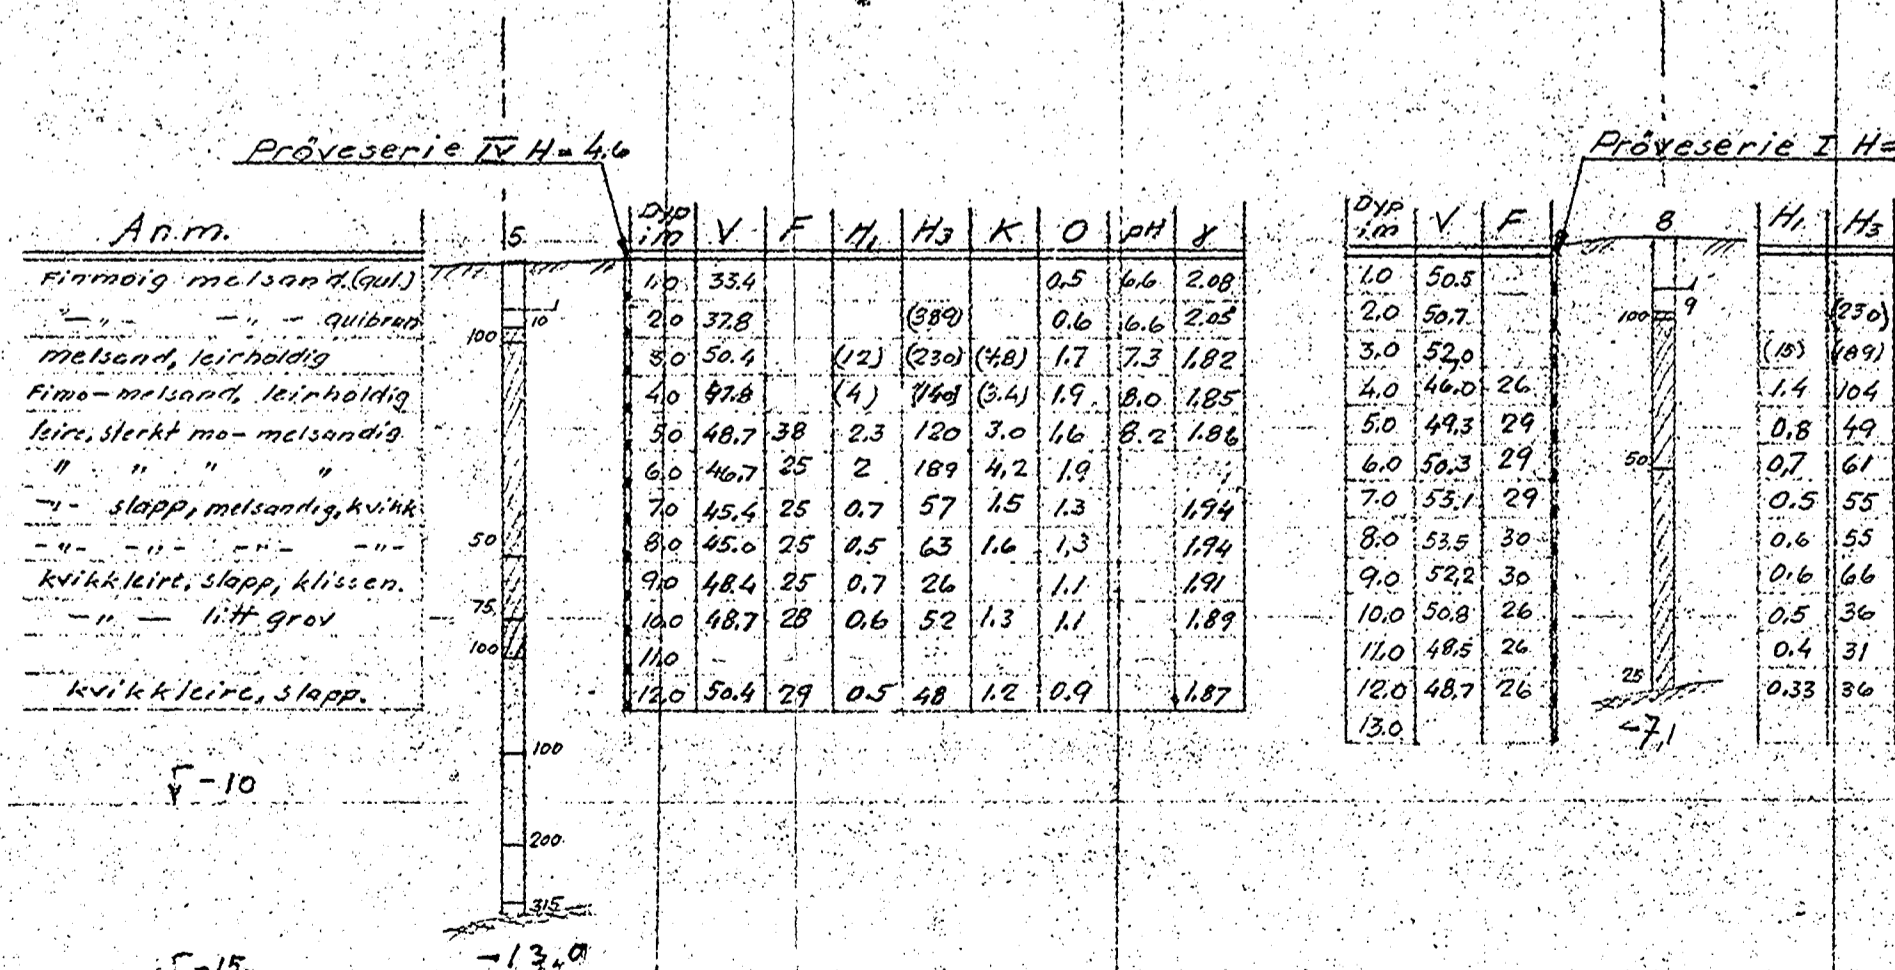 Pröveserie IV H= 4.6
Pröveserie I H=
Anm. 5 Dyp i.m V F H₁ H₃ K O pH γ
Dyp i.m V F 8 H₁ H₃
Finmoig melsand.(gul.) 1.0 33.4 0.5 6.6 2.08
1.0 50.5
-"- -"- gulbrun 10 2.0 37.8 (389) 0.6 6.6 2.05
2.0 50.7 100 9 (230)
100
melsand, leirholdig 3.0 50.4 (12) (230) (7.8) 1.7 7.3 1.82
3.0 52.0 (15) (189)
Fimo-melsand, leirholdig 4.0 47.8 (4) (140) (3.4) 1.9 8.0 1.85
4.0 46.0 26 1.4 104
leire, sterkt mo-melsandig 5.0 48.7 38 2.3 120 3.0 1.6 8.2 1.86
5.0 49.3 29 0.8 49
" " " " 6.0 46.7 25 2 189 4.2 1.9
6.0 50.3 29 50 0.7 61
-"- slapp, melsandig, kvikk 7.0 45.4 25 0.7 57 1.5 1.3 1.94
7.0 53.1 29 0.5 55
-"- -"- -"- -"- 50 8.0 45.0 25 0.5 63 1.6 1.3 1.94
8.0 53.5 30 0.6 55
kvikkleire, slapp, klissen. 9.0 48.4 25 0.7 26 1.1 1.91
9.0 52.2 30 0.6 66
-"- — litt grov 75 10.0 48.7 28 0.6 52 1.3 1.1 1.89
10.0 50.8 26 0.5 36
100 11.0 -
11.0 48.5 26 0.4 31
kvikkleire, slapp. 12.0 50.4 29 0.5 48 1.2 0.9 1.87
12.0 48.7 26 25 0.33 36
13.0 -7,1
100
-10
200
315
-13.0
-15